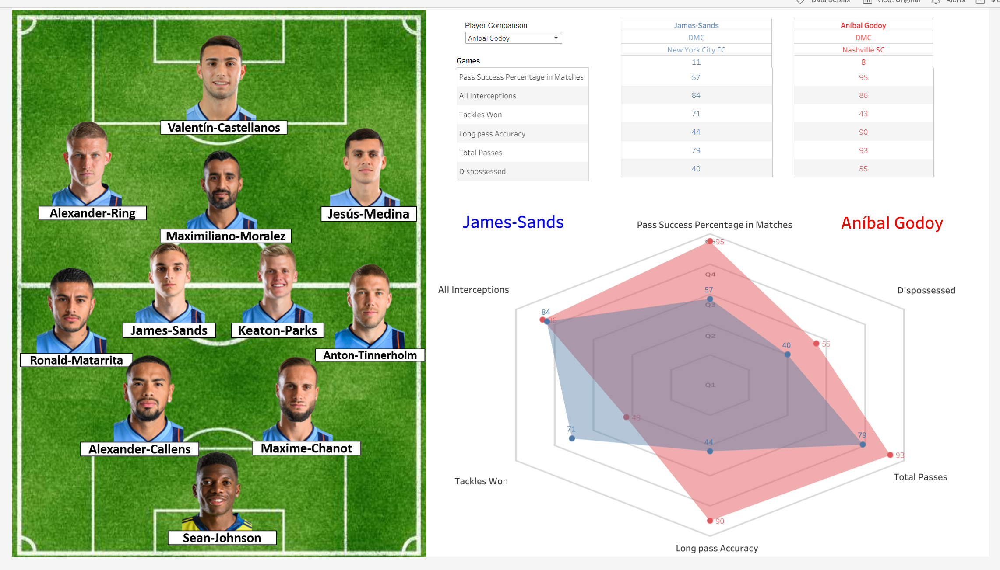 Data Details
View: Original
Alerts
Valentín-Castellanos
Alexander-Ring
Jesús-Medina
Maximiliano-Moralez
James-Sands
Keaton-Parks
Ronald-Matarrita
Anton-Tinnerholm
Alexander-Callens
Maxime-Chanot
Sean-Johnson
Player Comparison
Aníbal Godoy
Games
Pass Success Percentage in Matches
All Interceptions
Tackles Won
Long pass Accuracy
Total Passes
Dispossessed
James-Sands
DMC
New York City FC
11
57
84
71
44
79
40
Aníbal Godoy
DMC
Nashville SC
8
95
86
43
90
93
55
James-Sands
Aníbal Godoy
Pass Success Percentage in Matches
Q5 95
Q4
57
Q3
All Interceptions
Dispossessed
84
86
Q2
40
55
Q1
43
71
44
79
93
Tackles Won
Total Passes
90
Long pass Accuracy